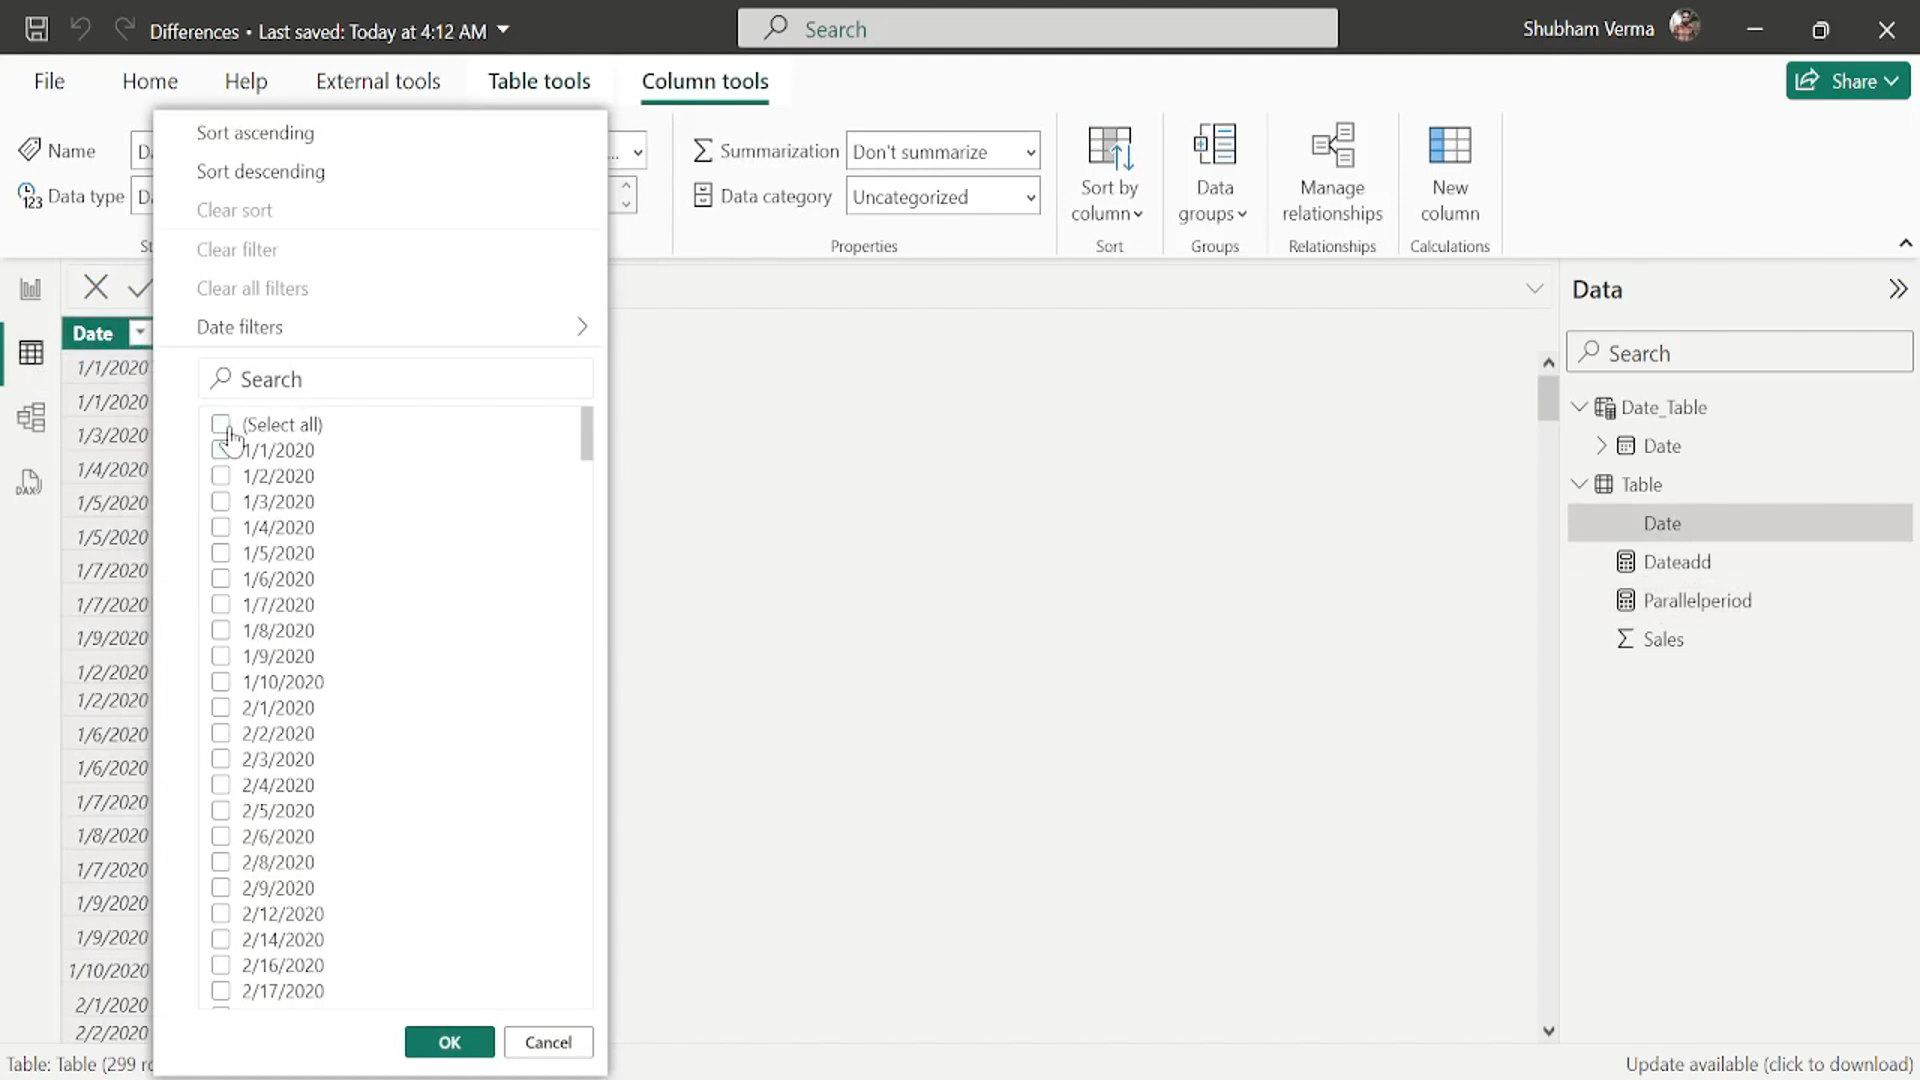 Differences • Last saved: Today at 4:12 AM
Search
Shubham Verma
File
Home
Help
External tools
Table tools
Column tools
Share
Name
Data type
Summarization
Don't summarize
Data category
Uncategorized
Properties
Sort by
column
Sort
Data
groups
Groups
Manage
relationships
Relationships
New
column
Calculations
Sort ascending
Sort descending
Clear sort
Clear filter
Clear all filters
Date filters
Search
(Select all)
1/1/2020
1/2/2020
1/3/2020
1/4/2020
1/5/2020
1/6/2020
1/7/2020
1/8/2020
1/9/2020
1/10/2020
2/1/2020
2/2/2020
2/3/2020
2/4/2020
2/5/2020
2/6/2020
2/8/2020
2/9/2020
2/12/2020
2/14/2020
2/16/2020
2/17/2020
OK
Cancel
Date
1/1/2020
1/1/2020
1/3/2020
1/4/2020
1/5/2020
1/5/2020
1/7/2020
1/7/2020
1/9/2020
1/2/2020
1/2/2020
1/6/2020
1/6/2020
1/7/2020
1/8/2020
1/7/2020
1/9/2020
1/9/2020
1/10/2020
2/1/2020
2/2/2020
DAX
Data
Search
Date_Table
Date
Table
Date
Dateadd
Parallelperiod
Sales
Table: Table (299
Update available (click to download)